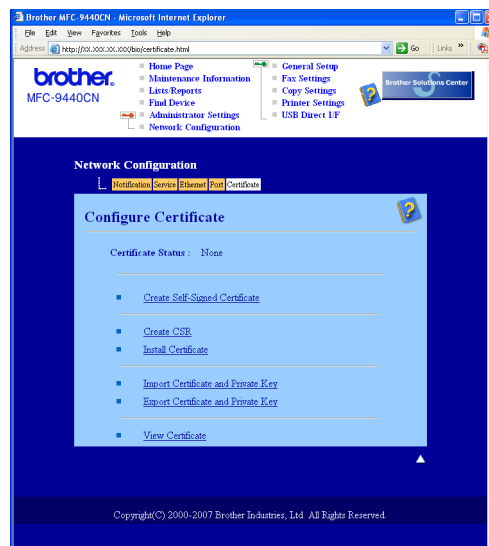 Brother MFC-9440CN - Microsoft Internet Explorer
File Edit View Favorites Tools Help
Address http://XX.XXX.XX.XXX/bio/certificate.html Go Links »
brother.
MFC-9440CN
Home Page
Maintenance Information
Lists/Reports
Find Device
Administrator Settings
Network Configuration
General Setup
Fax Settings
Copy Settings
Printer Settings
USB Direct I/F
Brother Solutions Center
Network Configuration
Notification Service Ethernet Port Certificate
Configure Certificate
Certificate Status : None
Create Self-Signed Certificate
Create CSR
Install Certificate
Import Certificate and Private Key
Export Certificate and Private Key
View Certificate
Copyright(C) 2000-2007 Brother Industries, Ltd. All Rights Reserved.